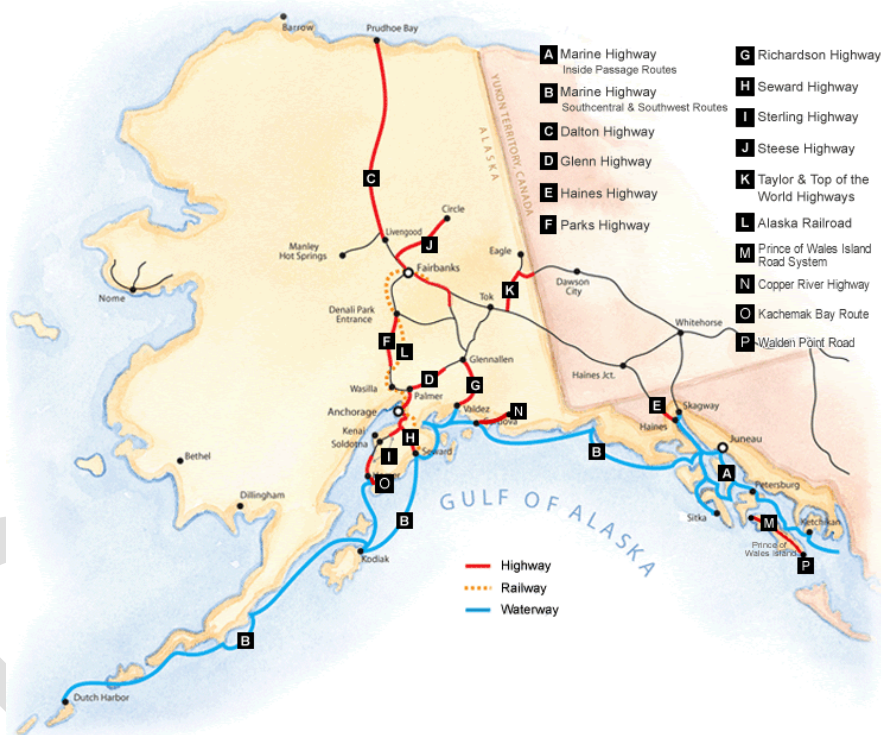 Barrow
Prudhoe Bay
A Marine Highway
Inside Passage Routes
B Marine Highway
Southcentral & Southwest Routes
C Dalton Highway
D Glenn Highway
E Haines Highway
F Parks Highway
G Richardson Highway
H Seward Highway
I Sterling Highway
J Steese Highway
K Taylor & Top of the
World Highways
L Alaska Railroad
M Prince of Wales Island
Road System
N Copper River Highway
O Kachemak Bay Route
P Walden Point Road
YUKON TERRITORY, CANADA
ALASKA
C
Circle
Livengood
J
Manley
Hot Springs
Fairbanks
Eagle
K
Dawson
City
Nome
Tok
Denali Park
Entrance
Whitehorse
F
L
Glennallen
Haines Jct.
D
G
Wasilla
Palmer
Valdez
N
E
Skagway
Anchorage
Haines
Kenai
Soldotna
H
Seward
B
Juneau
Bethel
I
A
O
Petersburg
Dillingham
GULF OF ALASKA
Sitka
M
Ketchikan
B
Prince of
Wales Island
Kodiak
P
Highway
Railway
Waterway
B
Dutch Harbor